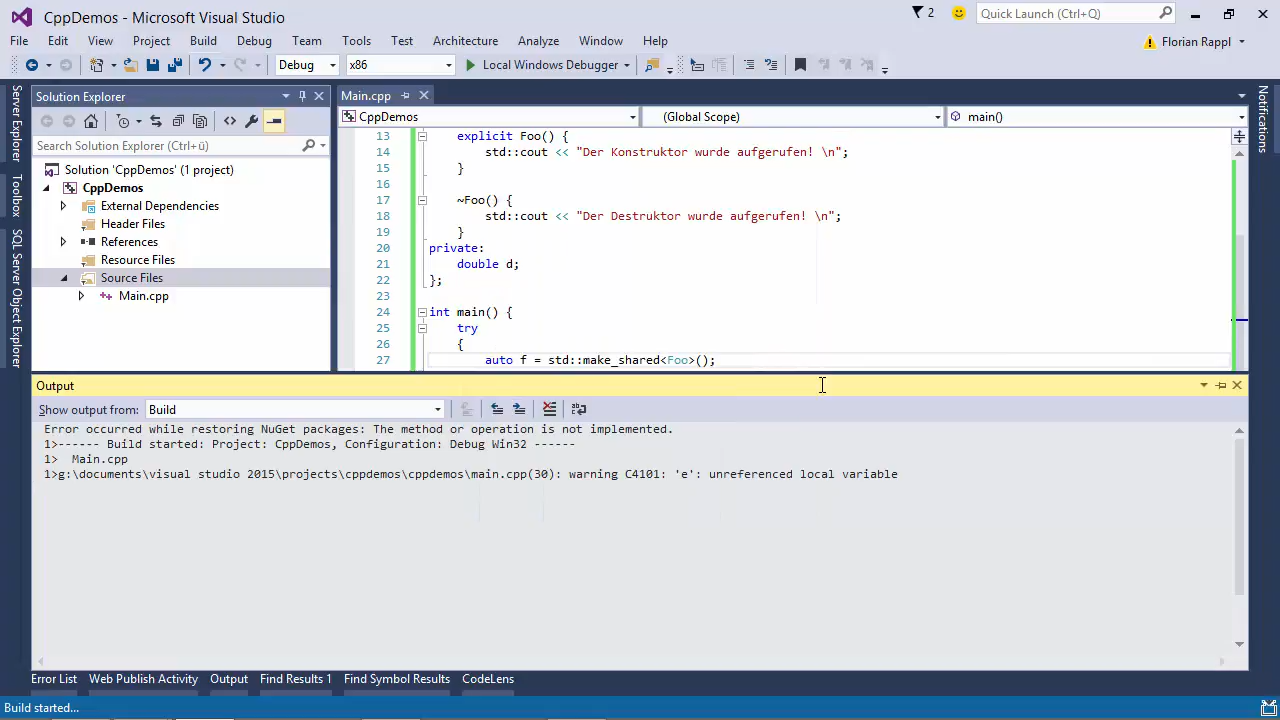 CppDemos - Microsoft Visual Studio
2
Quick Launch (Ctrl+Q)
File Edit View Project Build Debug Team Tools Test Architecture Analyze Window Help
Florian Rappl
Debug x86 Local Windows Debugger
Server Explorer
Toolbox
SQL Server Object Explorer
Solution Explorer
Search Solution Explorer (Ctrl+ü)
Solution 'CppDemos' (1 project)
CppDemos
External Dependencies
Header Files
References
Resource Files
Source Files
Main.cpp
Main.cpp
CppDemos (Global Scope) main()
13 explicit Foo() {
14 std::cout << "Der Konstruktor wurde aufgerufen! \n";
15 }
16
17 ~Foo() {
18 std::cout << "Der Destruktor wurde aufgerufen! \n";
19 }
20 private:
21 double d;
22 };
23
24 int main() {
25 try
26 {
27 auto f = std::make_shared<Foo>();
Notifications
Output
Show output from: Build
Error occurred while restoring NuGet packages: The method or operation is not implemented.
1>------ Build started: Project: CppDemos, Configuration: Debug Win32 ------
1> Main.cpp
1>g:\documents\visual studio 2015\projects\cppdemos\cppdemos\main.cpp(30): warning C4101: 'e': unreferenced local variable
Error List Web Publish Activity Output Find Results 1 Find Symbol Results CodeLens
Build started...